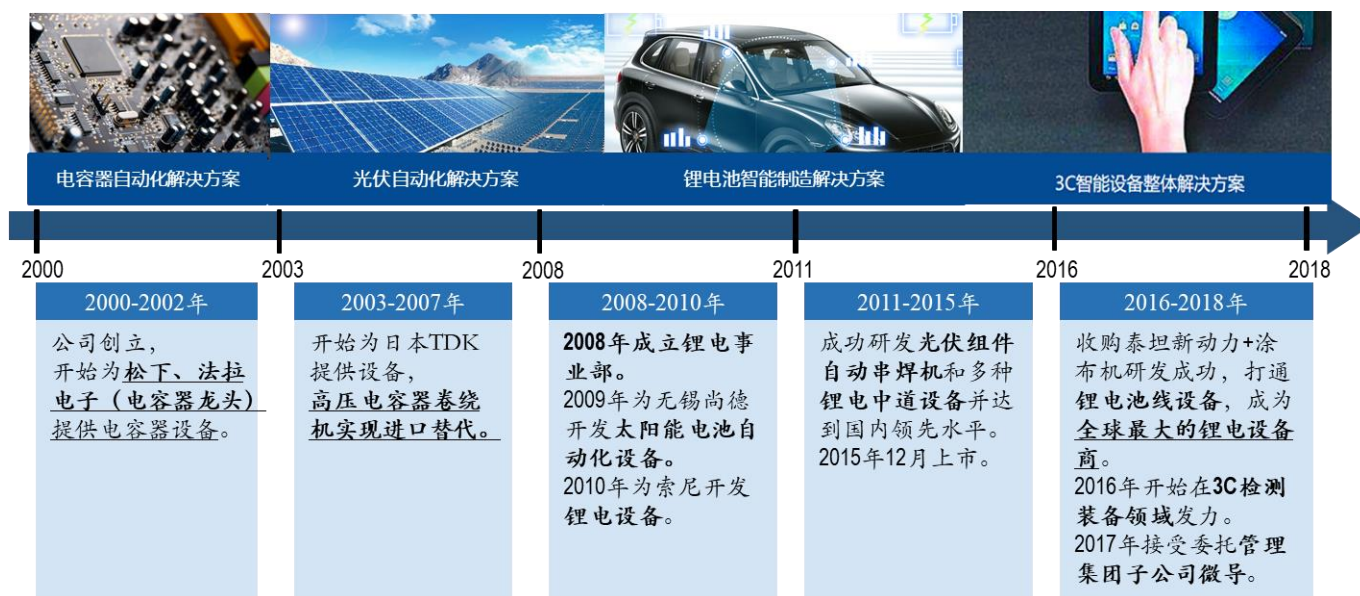 电容器自动化解决方案
光伏自动化解决方案
锂电池智能制造解决方案
3C智能设备整体解决方案
2000
2003
2008
2011
2016
2018
2000-2002年
公司创立，
开始为松下、法拉
电子（电容器龙头）
提供电容器设备。
2003-2007年
开始为日本TDK
提供设备，
高压电容器卷绕
机实现进口替代。
2008-2010年
2008年成立锂电事
业部。
2009年为无锡尚德
开发太阳能电池自
动化设备。
2010年为索尼开发
锂电设备。
2011-2015年
成功研发光伏组件
自动串焊机和多种
锂电中道设备并达
到国内领先水平。
2015年12月上市。
2016-2018年
收购泰坦新动力+涂
布机研发成功，打通
锂电池线设备，成为
全球最大的锂电设备
商。
2016年开始在3C检测
装备领域发力。
2017年接受委托管理
集团子公司微导。